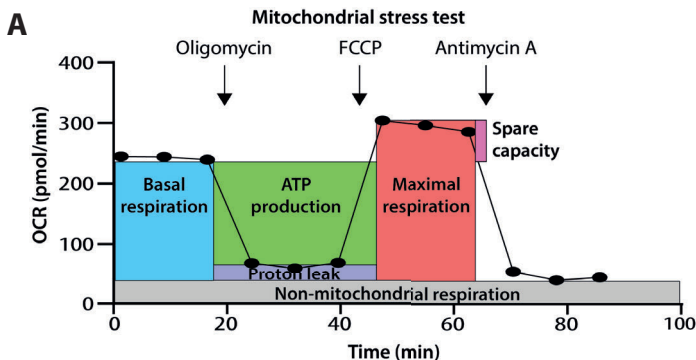 A
Mitochondrial stress test
Oligomycin
FCCP
Antimycin A
400
300
200
100
0
OCR (pmol/min)
Basal
respiration
ATP
production
Maximal
respiration
Spare
capacity
Proton leak
Non-mitochondrial respiration
0
20
40
60
80
100
Time (min)